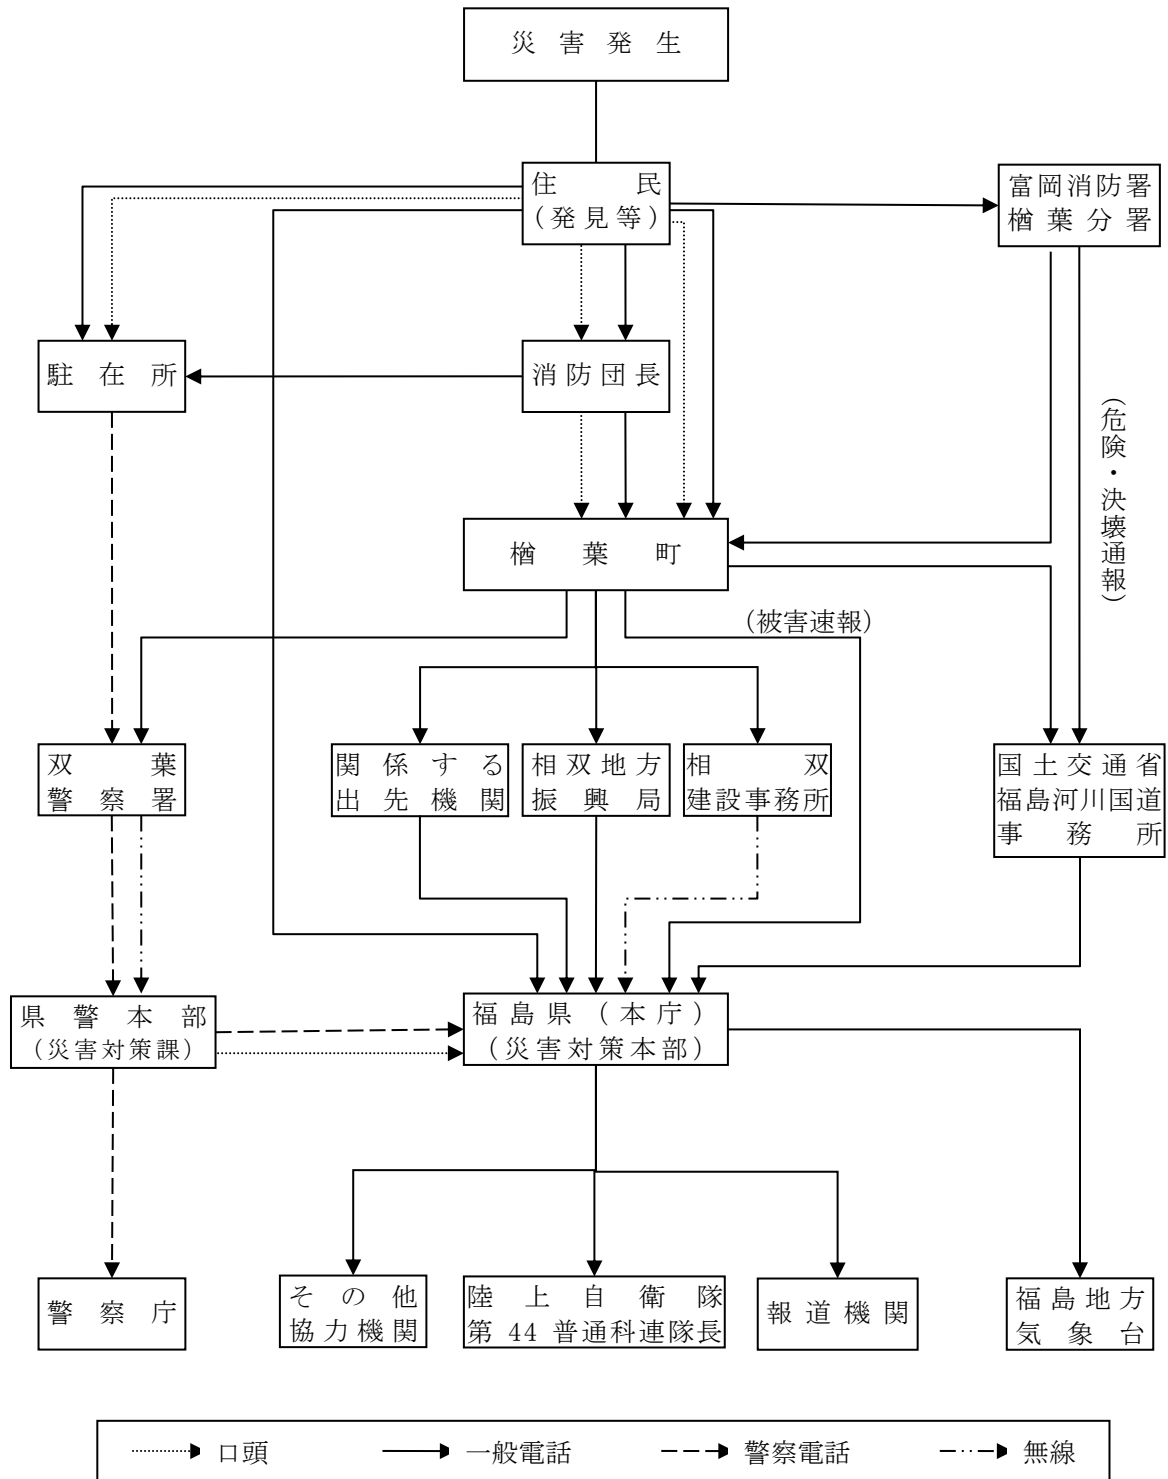 災害発生
住民
（発見等）
富岡消防署
楢葉分署
駐在所
消防団長
（危険・決壊通報）
楢葉町
（被害速報）
双葉
警察署
関係する
出先機関
相双地方
振興局
相双
建設事務所
国土交通省
福島河川国道
事務所
県警本部
（災害対策課）
福島県（本庁）
（災害対策本部）
警察庁
その他
協力機関
陸上自衛隊
第44普通科連隊長
報道機関
福島地方
気象台
口頭
一般電話
警察電話
無線